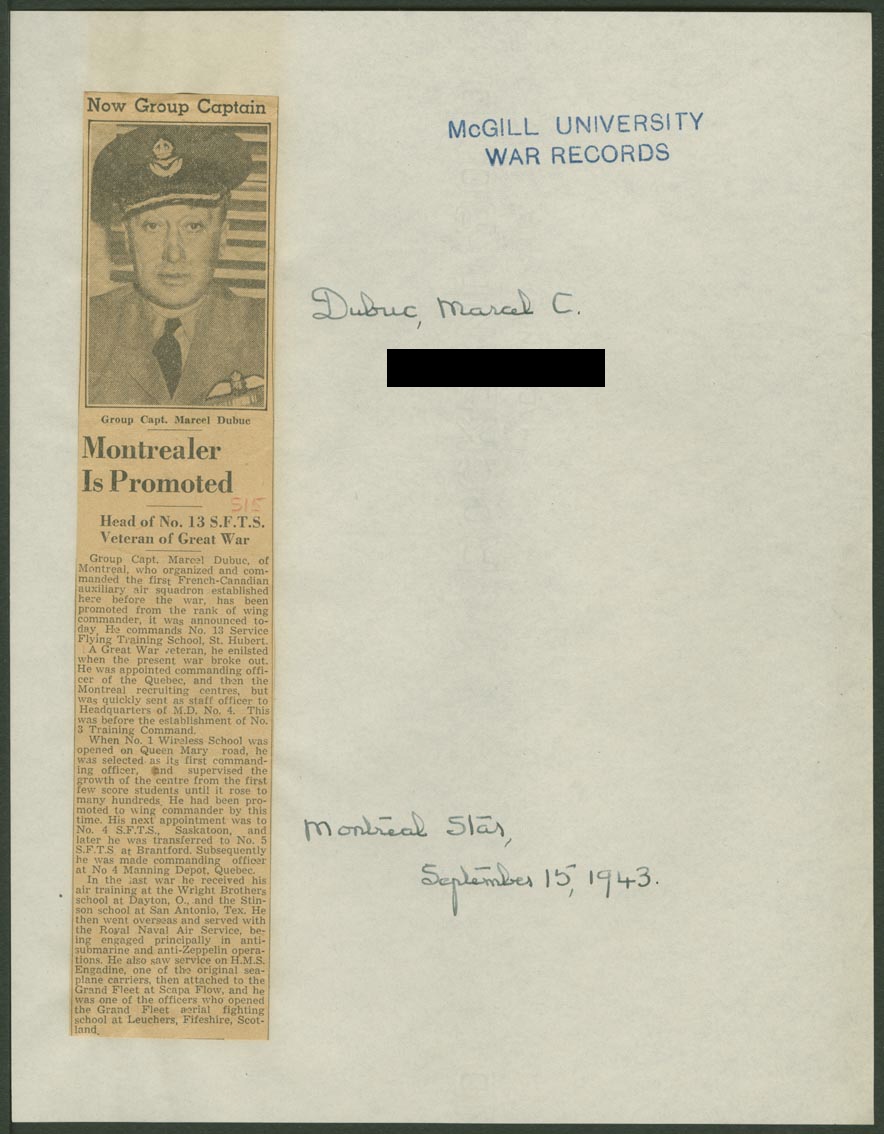 Now Group Captain
Group Capt. Marcel Dubuc
Montrealer
Is Promoted
S15
Head of No. 13 S.F.T.S.
Veteran of Great War
Group Capt. Marcel Dubuc, of
Montreal, who organized and com-
manded the first French-Canadian
auxiliary air squadron established
here before the war, has been
promoted from the rank of wing
commander, it was announced to-
day. He commands No. 13 Service
Flying Training School, St. Hubert.
A Great War veteran, he enlisted
when the present war broke out.
He was appointed commanding offi-
cer of the Quebec, and then the
Montreal recruiting centres, but
was quickly sent as staff officer to
Headquarters of M.D. No. 4. This
was before the establishment of No.
3 Training Command.
When No. 1 Wireless School was
opened on Queen Mary road, he
was selected as its first command-
ing officer, and supervised the
growth of the centre from the first
few score students until it rose to
many hundreds. He had been pro-
moted to wing commander by this
time. His next appointment was to
No. 4 S.F.T.S., Saskatoon, and
later he was transferred to No. 5
S.F.T.S. at Brantford. Subsequently
he was made commanding officer
at No 4 Manning Depot, Quebec.
In the last war he received his
air training at the Wright Brothers
school at Dayton, O., and the Stin-
son school at San Antonio, Tex. He
then went overseas and served with
the Royal Naval Air Service, be-
ing engaged principally in anti-
submarine and anti-Zeppelin opera-
tions. He also saw service on H.M.S.
Engadine, one of the original sea-
plane carriers, then attached to the
Grand Fleet at Scapa Flow, and he
was one of the officers who opened
the Grand Fleet aerial fighting
school at Leuchers, Fifeshire, Scot-
land.
McGILL UNIVERSITY
WAR RECORDS
Dubuc, Marcel C.
Montreal Star,
September 15, 1943.